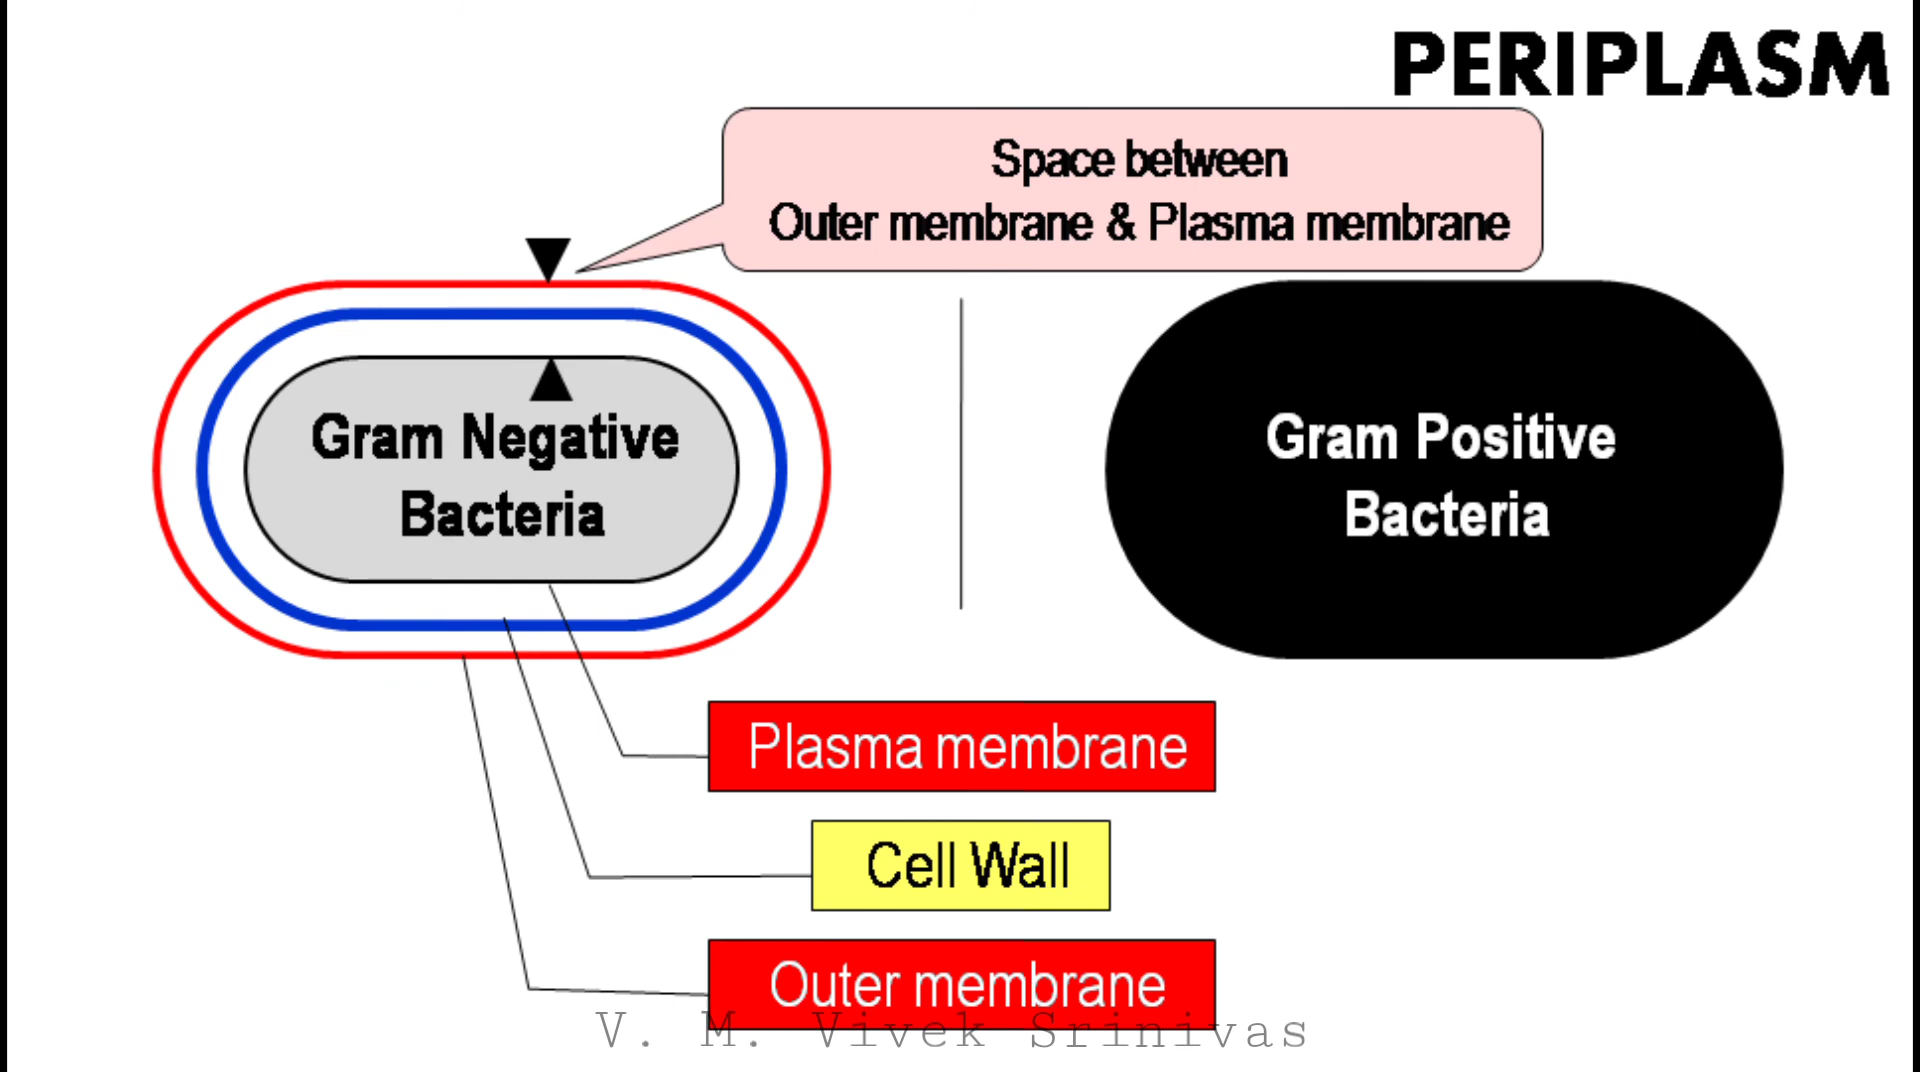 PERIPLASM
Space between
Outer membrane & Plasma membrane
Gram Negative
Bacteria
Gram Positive
Bacteria
Plasma membrane
Cell Wall
Outer membrane
V. M. Vivek Srinivas